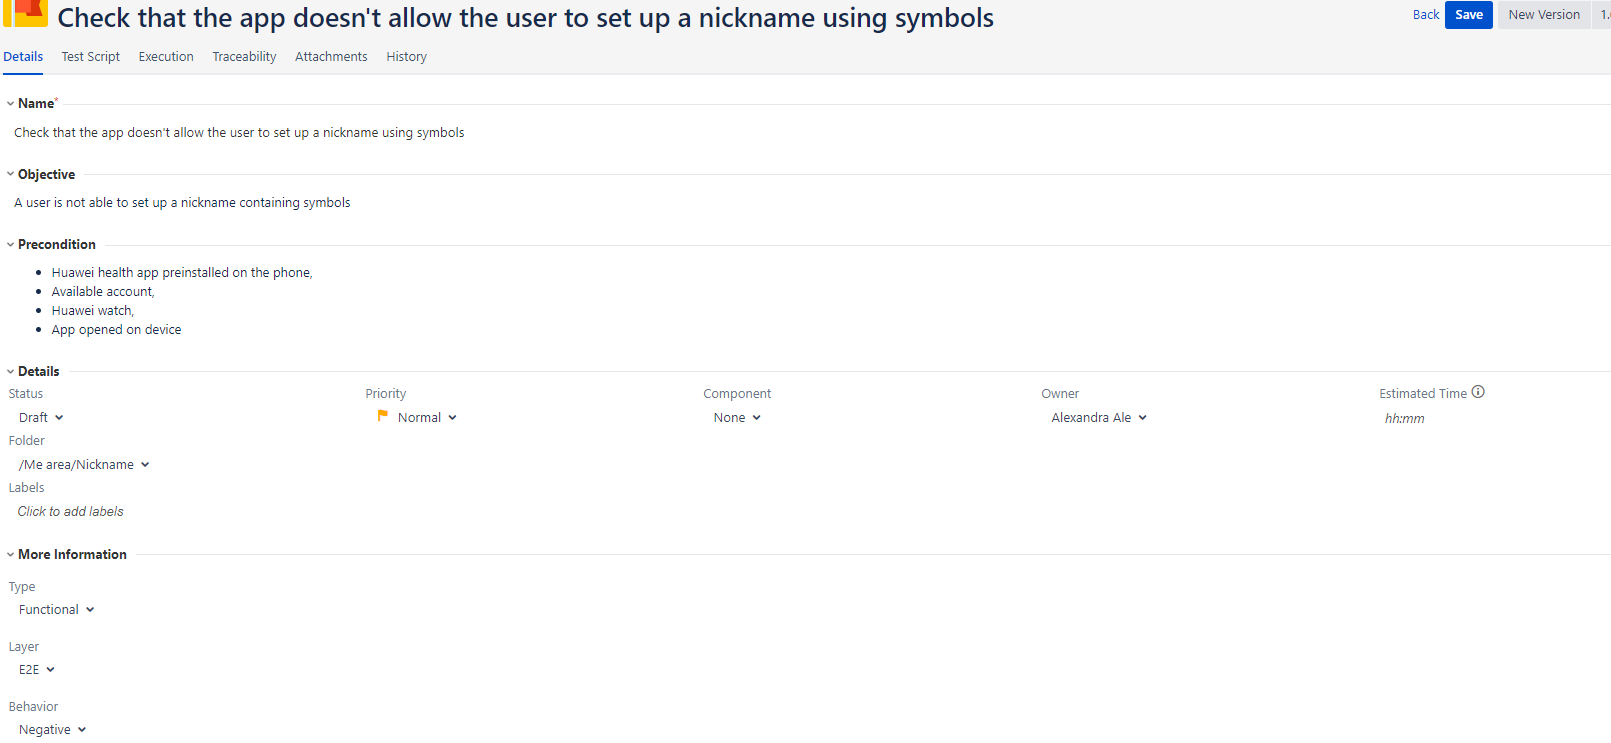 Check that the app doesn't allow the user to set up a nickname using symbols
Back Save New Version 1.
Details Test Script Execution Traceability Attachments History
Name*
Check that the app doesn't allow the user to set up a nickname using symbols
Objective
A user is not able to set up a nickname containing symbols
Precondition
• Huawei health app preinstalled on the phone,
• Available account,
• Huawei watch,
• App opened on device
Details
Status Priority Component Owner Estimated Time
Draft Normal None Alexandra Ale hh:mm
Folder
/Me area/Nickname
Labels
Click to add labels
More Information
Type
Functional
Layer
E2E
Behavior
Negative